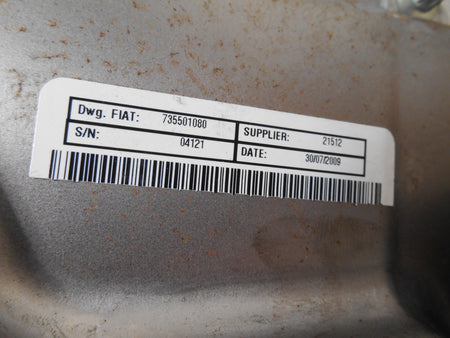 Dwg. FIAT: 735501080 SUPPLIER: 21512
S/N: 04121 DATE: 30/07/2009